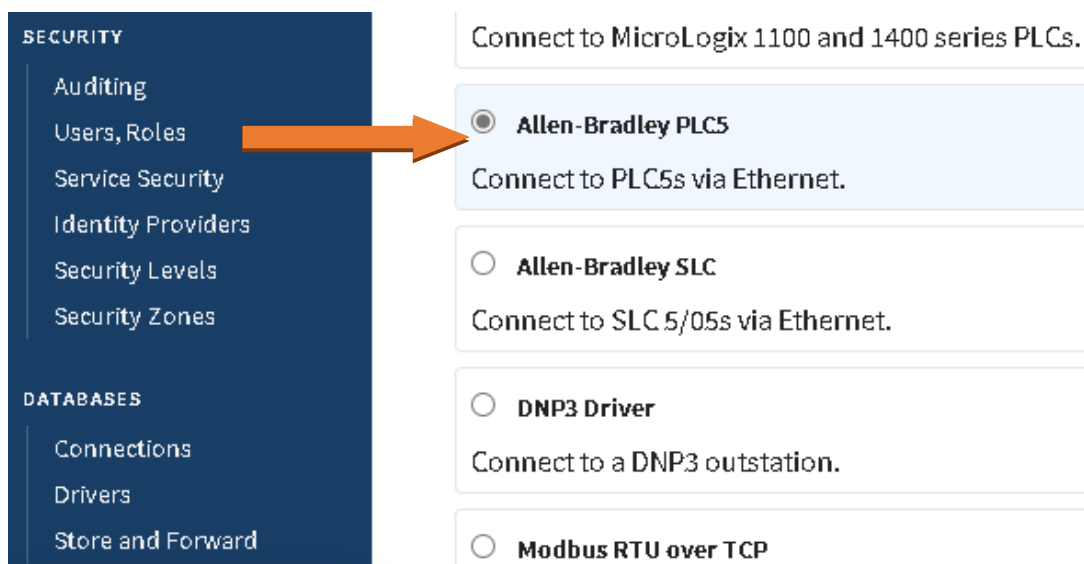 SECURITY
Auditing
Users, Roles
Service Security
Identity Providers
Security Levels
Security Zones
DATABASES
Connections
Drivers
Store and Forward
Connect to MicroLogix 1100 and 1400 series PLCs.
Allen-Bradley PLC5
Connect to PLC5s via Ethernet.
Allen-Bradley SLC
Connect to SLC 5/05s via Ethernet.
DNP3 Driver
Connect to a DNP3 outstation.
Modbus RTU over TCP